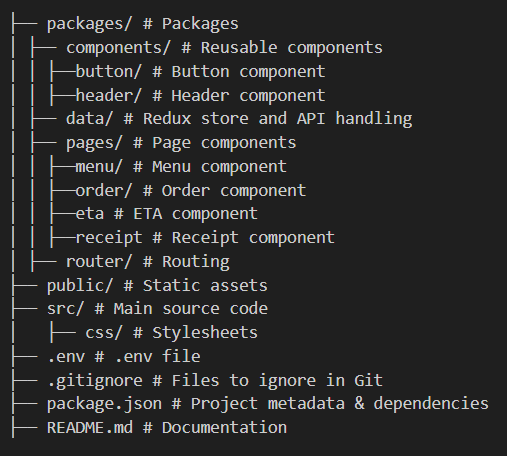 ├── packages/ # Packages
│ ├── components/ # Reusable components
│ │ ├──button/ # Button component
│ │ ├──header/ # Header component
│ ├── data/ # Redux store and API handling
│ ├── pages/ # Page components
│ │ ├──menu/ # Menu component
│ │ ├──order/ # Order component
│ │ ├──eta # ETA component
│ │ ├──receipt # Receipt component
│ ├── router/ # Routing
├── public/ # Static assets
├── src/ # Main source code
│   ├── css/ # Stylesheets
├── .env # .env file
├── .gitignore # Files to ignore in Git
├── package.json # Project metadata & dependencies
├── README.md # Documentation